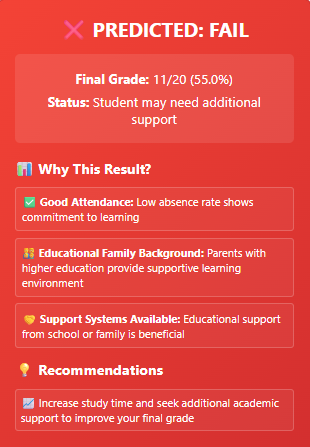 ❌ PREDICTED: FAIL
Final Grade: 11/20 (55.0%)
Status: Student may need additional
support
📊 Why This Result?
✅ Good Attendance: Low absence rate shows
commitment to learning
👨‍👩‍👧‍👦 Educational Family Background: Parents with
higher education provide supportive learning
environment
🤝 Support Systems Available: Educational support
from school or family is beneficial
💡 Recommendations
📈 Increase study time and seek additional academic
support to improve your final grade